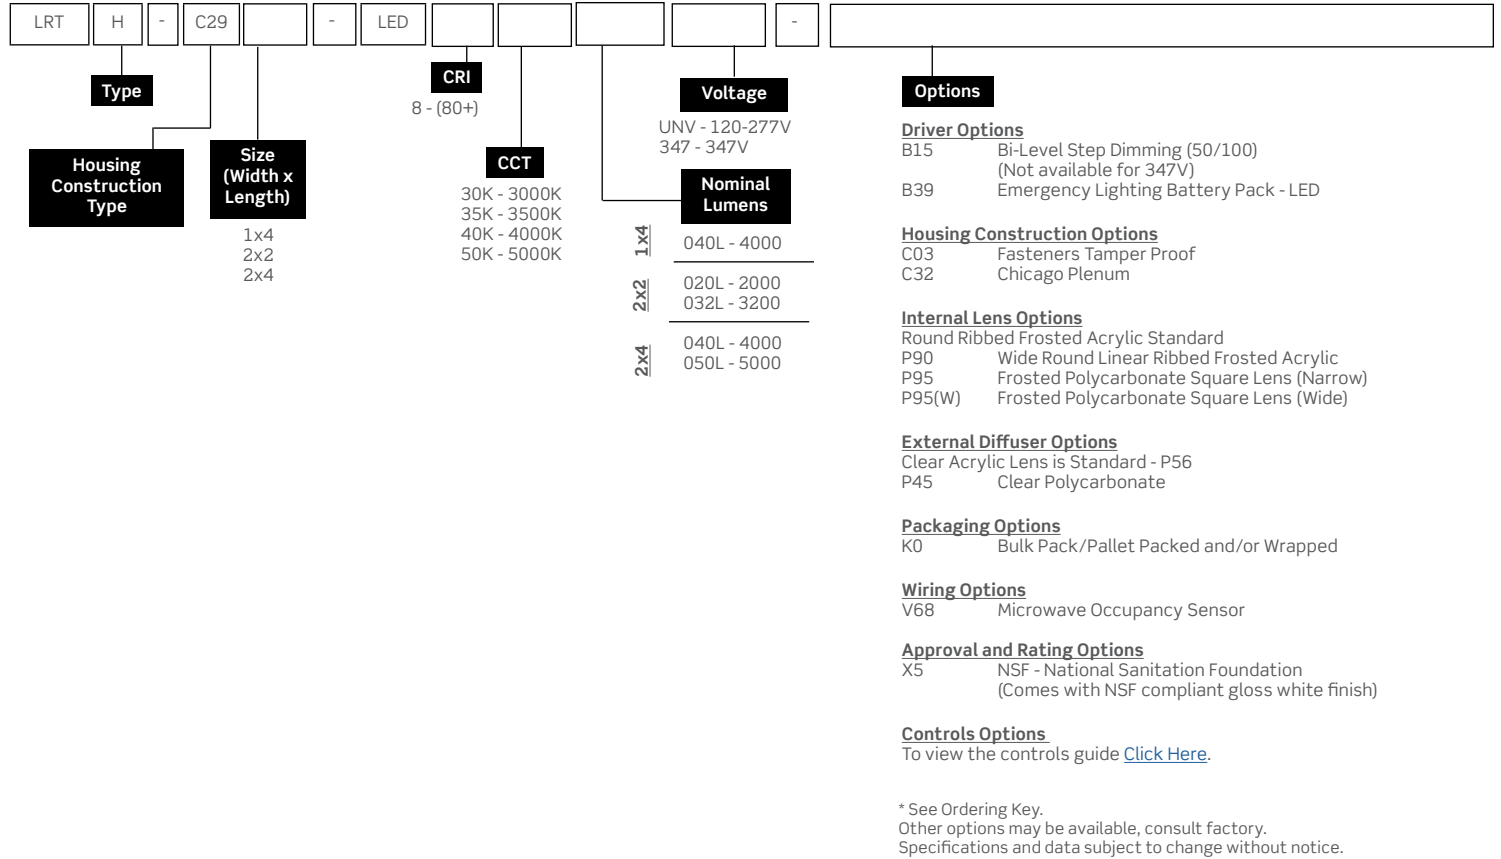 LRT H - C29 - LED -
Type
Housing
Construction
Type
Size
(Width x
Length)
1x4
2x2
2x4
CRI
8 - (80+)
CCT
30K - 3000K
35K - 3500K
40K - 4000K
50K - 5000K
Voltage
UNV - 120-277V
347 - 347V
Nominal
Lumens
1x4
040L - 4000
2x2
020L - 2000
032L - 3200
2x4
040L - 4000
050L - 5000
Options
Driver Options
B15 Bi-Level Step Dimming (50/100)
(Not available for 347V)
B39 Emergency Lighting Battery Pack - LED
Housing Construction Options
C03 Fasteners Tamper Proof
C32 Chicago Plenum
Internal Lens Options
Round Ribbed Frosted Acrylic Standard
P90 Wide Round Linear Ribbed Frosted Acrylic
P95 Frosted Polycarbonate Square Lens (Narrow)
P95(W) Frosted Polycarbonate Square Lens (Wide)
External Diffuser Options
Clear Acrylic Lens is Standard - P56
P45 Clear Polycarbonate
Packaging Options
K0 Bulk Pack/Pallet Packed and/or Wrapped
Wiring Options
V68 Microwave Occupancy Sensor
Approval and Rating Options
X5 NSF - National Sanitation Foundation
(Comes with NSF compliant gloss white finish)
Controls Options
To view the controls guide Click Here.
* See Ordering Key.
Other options may be available, consult factory.
Specifications and data subject to change without notice.